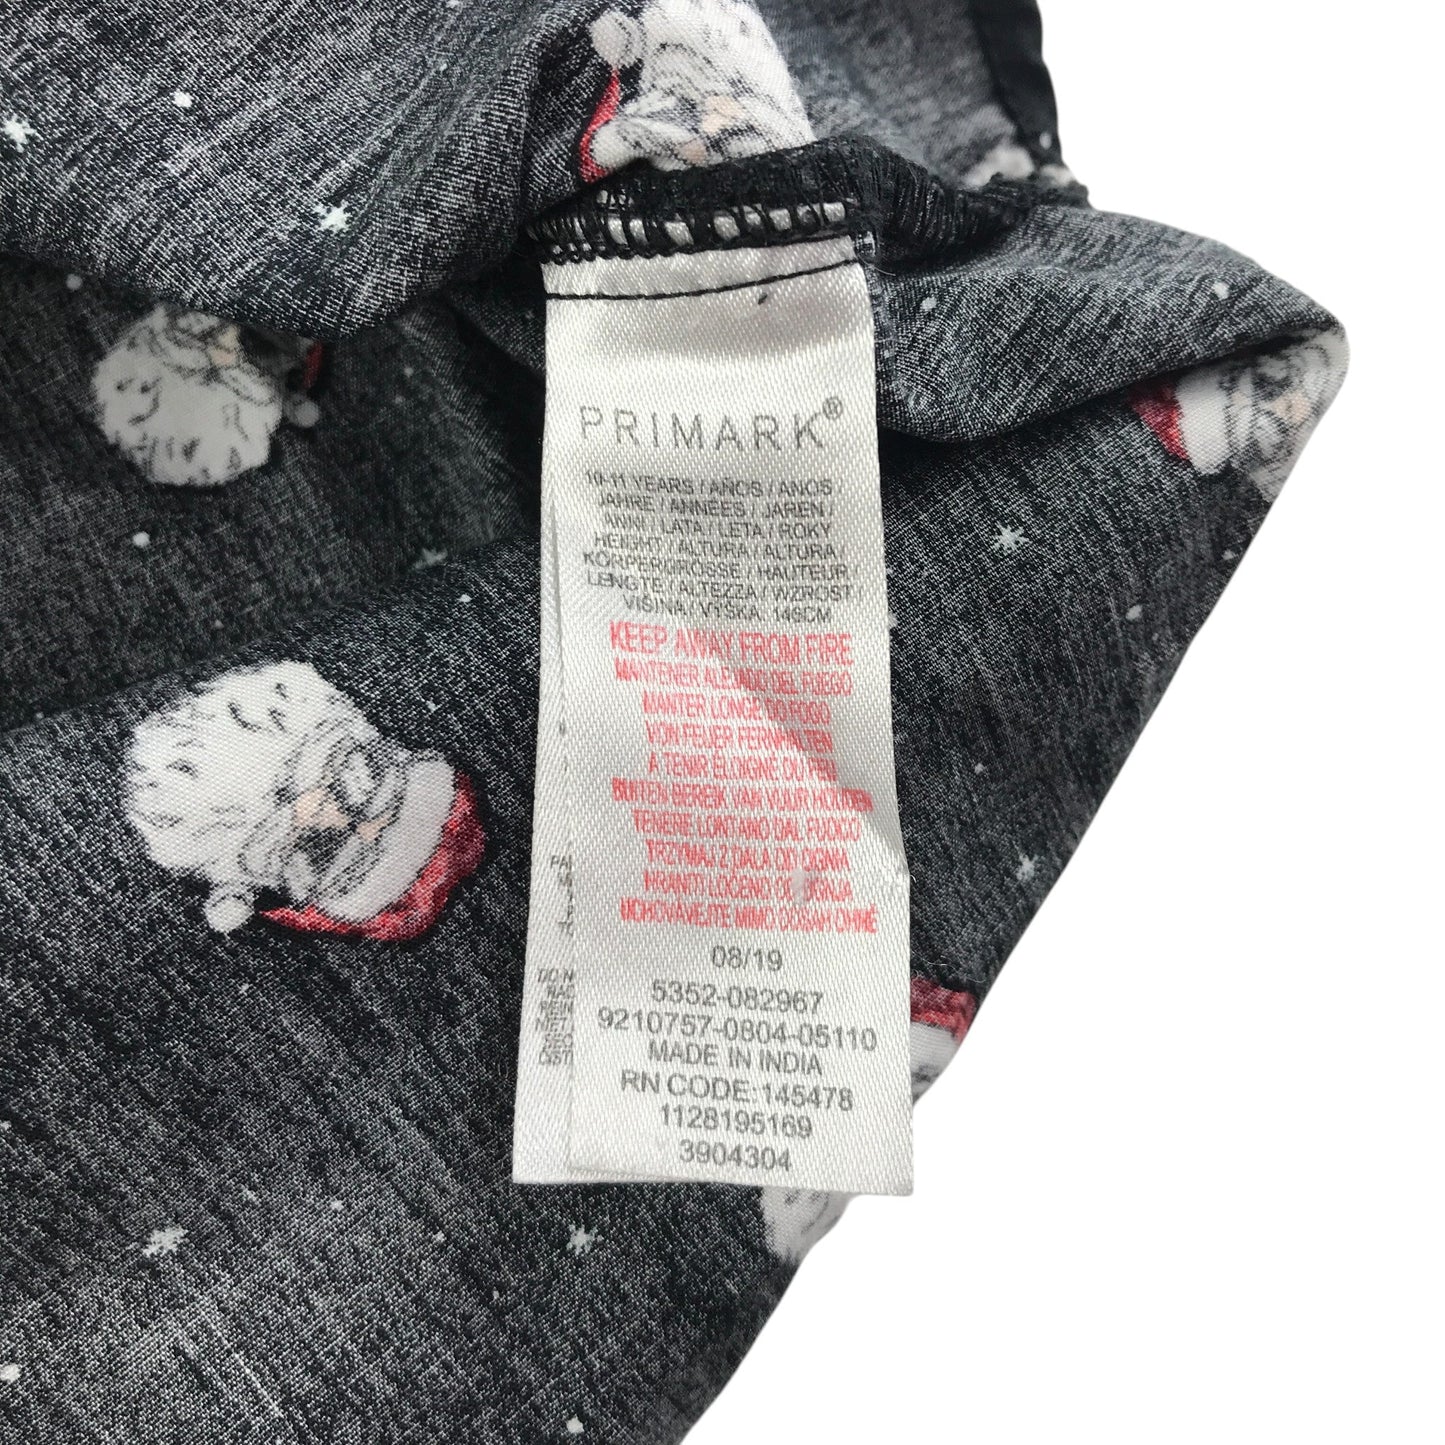 PRIMARK®
10-11 YEARS / AÑOS / ANOS
JAHRE / ANNÉES / JAREN /
ANNI / LATA / LETA / ROKY
HEIGHT / ALTURA / ALTURA /
KÖRPERGRÖSSE / HAUTEUR /
LENGTE / ALTEZZA / WZROST /
VIŠINA / VÝŠKA. 146CM
KEEP AWAY FROM FIRE
MANTENER ALEJADO DEL FUEGO
MANTER LONGE DO FOGO
VON FEUER FERNHALTEN
A TENIR ÉLOIGNÉ DU FEU
BUITEN BEREIK VAN VUUR HOUDEN
TENERE LONTANO DAL FUOCO
TRZYMAJ Z DALA OD OGNIA
HRANITI LOČENO OD OGNJA
UCHOVÁVEJTE MIMO DOSAH OHNĚ
08/19
5352-082967
9210757-0804-05110
MADE IN INDIA
RN CODE:145478
1128195169
3904304
DO N